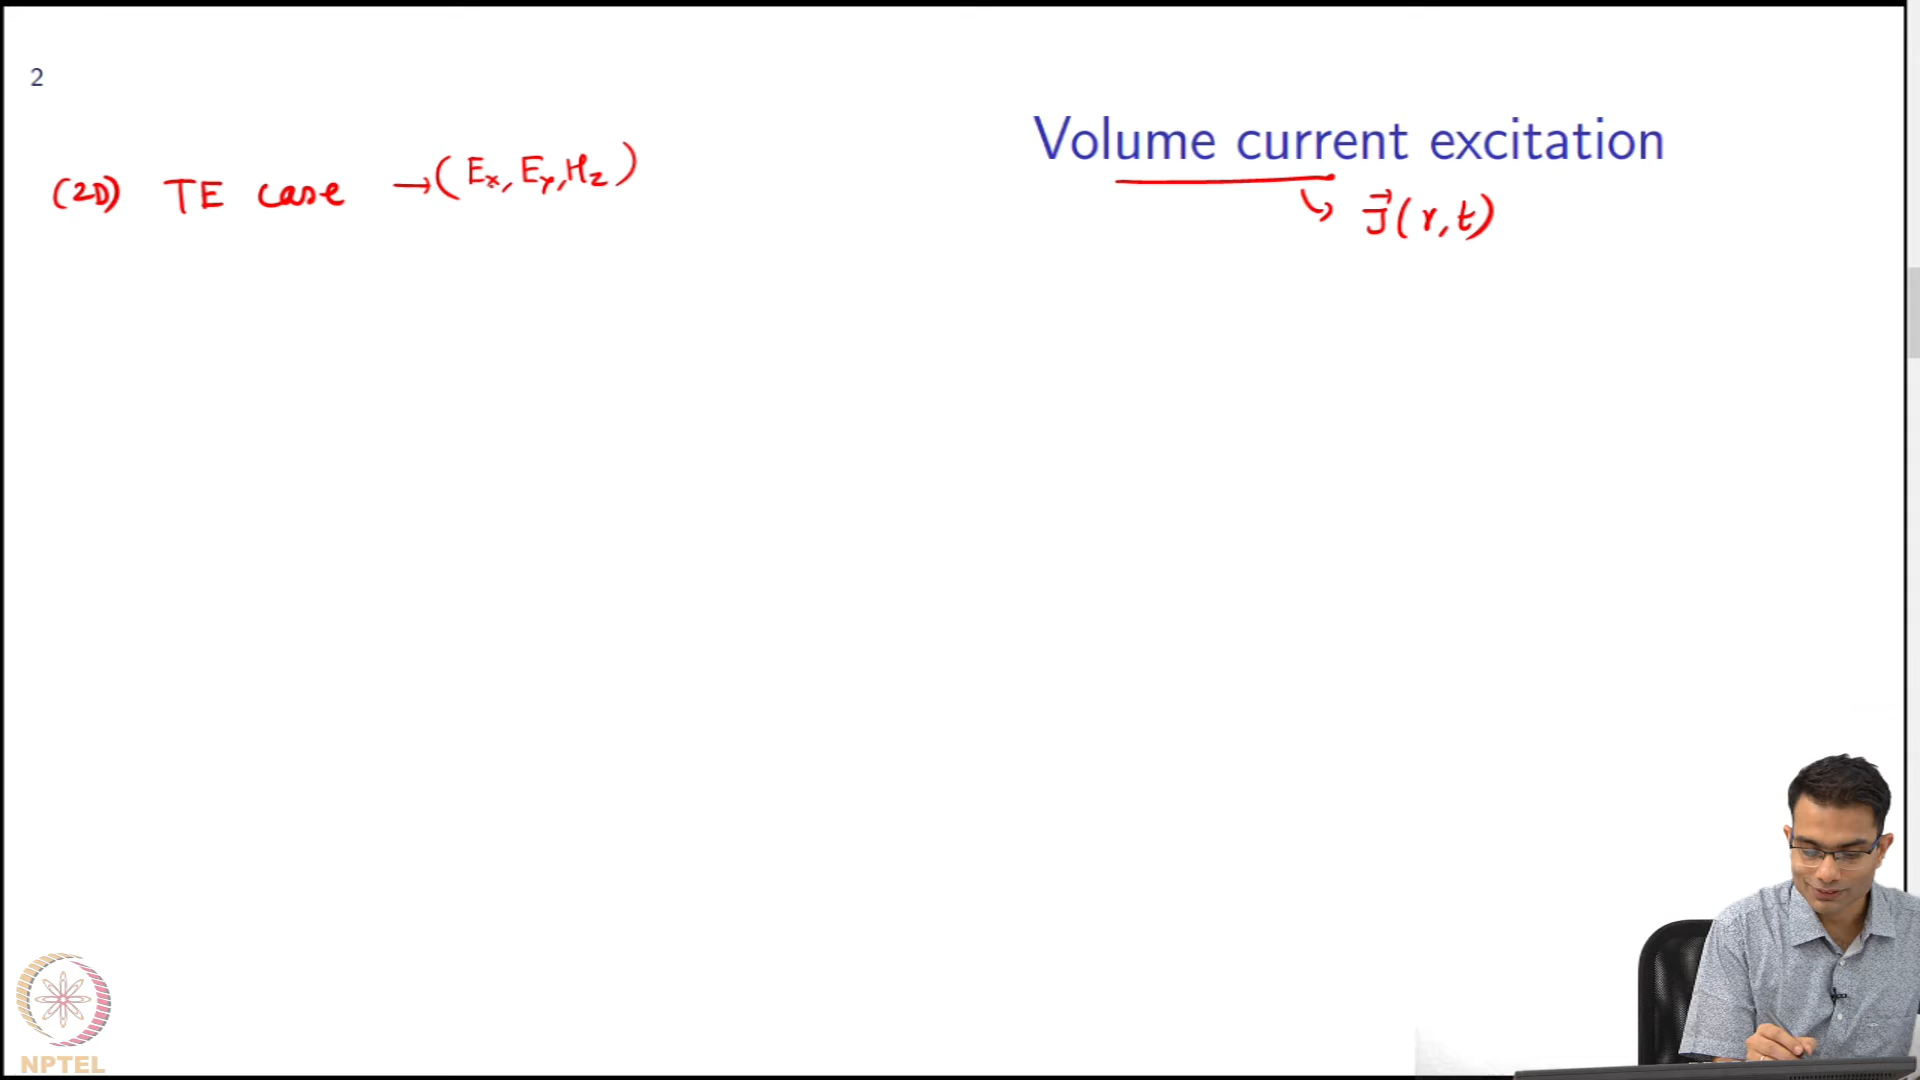 2
Volume current excitation
(2D) TE case → (Ex, Ey, Hz)
J⃗(r,t)
NPTEL